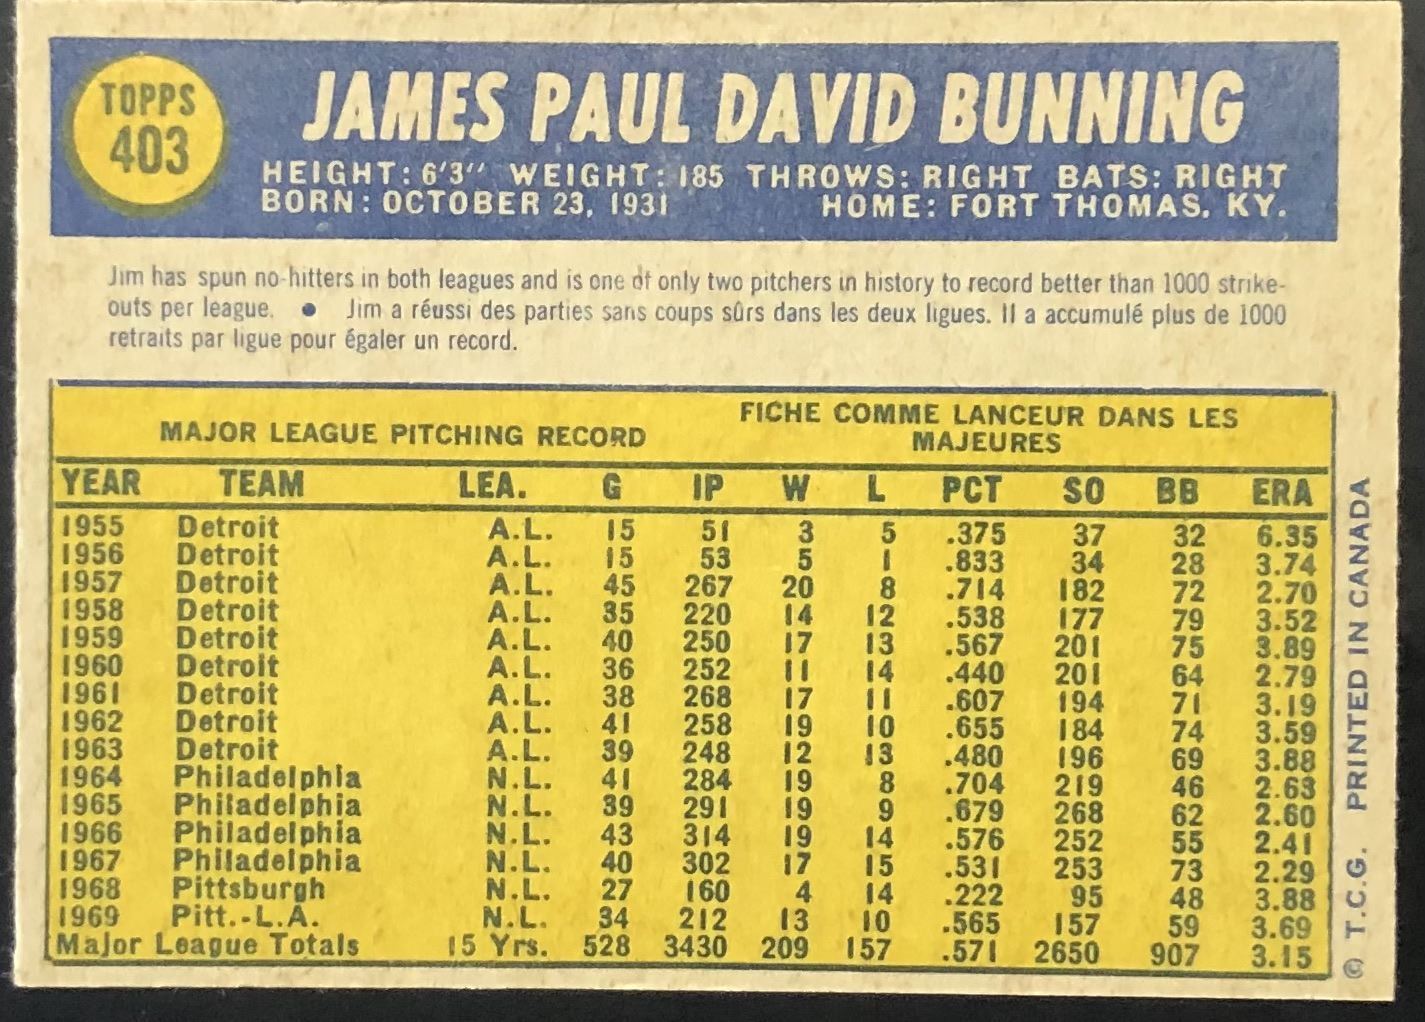 TOPPS
403
JAMES PAUL DAVID BUNNING
HEIGHT: 6'3" WEIGHT: 185 THROWS: RIGHT BATS: RIGHT
BORN: OCTOBER 23, 1931 HOME: FORT THOMAS, KY.
Jim has spun no-hitters in both leagues and is one of only two pitchers in history to record better than 1000 strike-
outs per league. ● Jim a réussi des parties sans coups sûrs dans les deux ligues. Il a accumulé plus de 1000
retraits par ligue pour égaler un record.
MAJOR LEAGUE PITCHING RECORD
FICHE COMME LANCEUR DANS LES
MAJEURES
YEAR TEAM LEA. G IP W L PCT SO BB ERA
1955 Detroit A.L. 15 51 3 5 .375 37 32 6.35
1956 Detroit A.L. 15 53 5 1 .833 34 28 3.74
1957 Detroit A.L. 45 267 20 8 .714 182 72 2.70
1958 Detroit A.L. 35 220 14 12 .538 177 79 3.52
1959 Detroit A.L. 40 250 17 13 .567 201 75 3.89
1960 Detroit A.L. 36 252 11 14 .440 201 64 2.79
1961 Detroit A.L. 38 268 17 11 .607 194 71 3.19
1962 Detroit A.L. 41 258 19 10 .655 184 74 3.59
1963 Detroit A.L. 39 248 12 13 .480 196 69 3.88
1964 Philadelphia N.L. 41 284 19 8 .704 219 46 2.63
1965 Philadelphia N.L. 39 291 19 9 .679 268 62 2.60
1966 Philadelphia N.L. 43 314 19 14 .576 252 55 2.41
1967 Philadelphia N.L. 40 302 17 15 .531 253 73 2.29
1968 Pittsburgh N.L. 27 160 4 14 .222 95 48 3.88
1969 Pitt.-L.A. N.L. 34 212 13 10 .565 157 59 3.69
Major League Totals 15 Yrs. 528 3430 209 157 .571 2650 907 3.15
© T.C.G. PRINTED IN CANADA